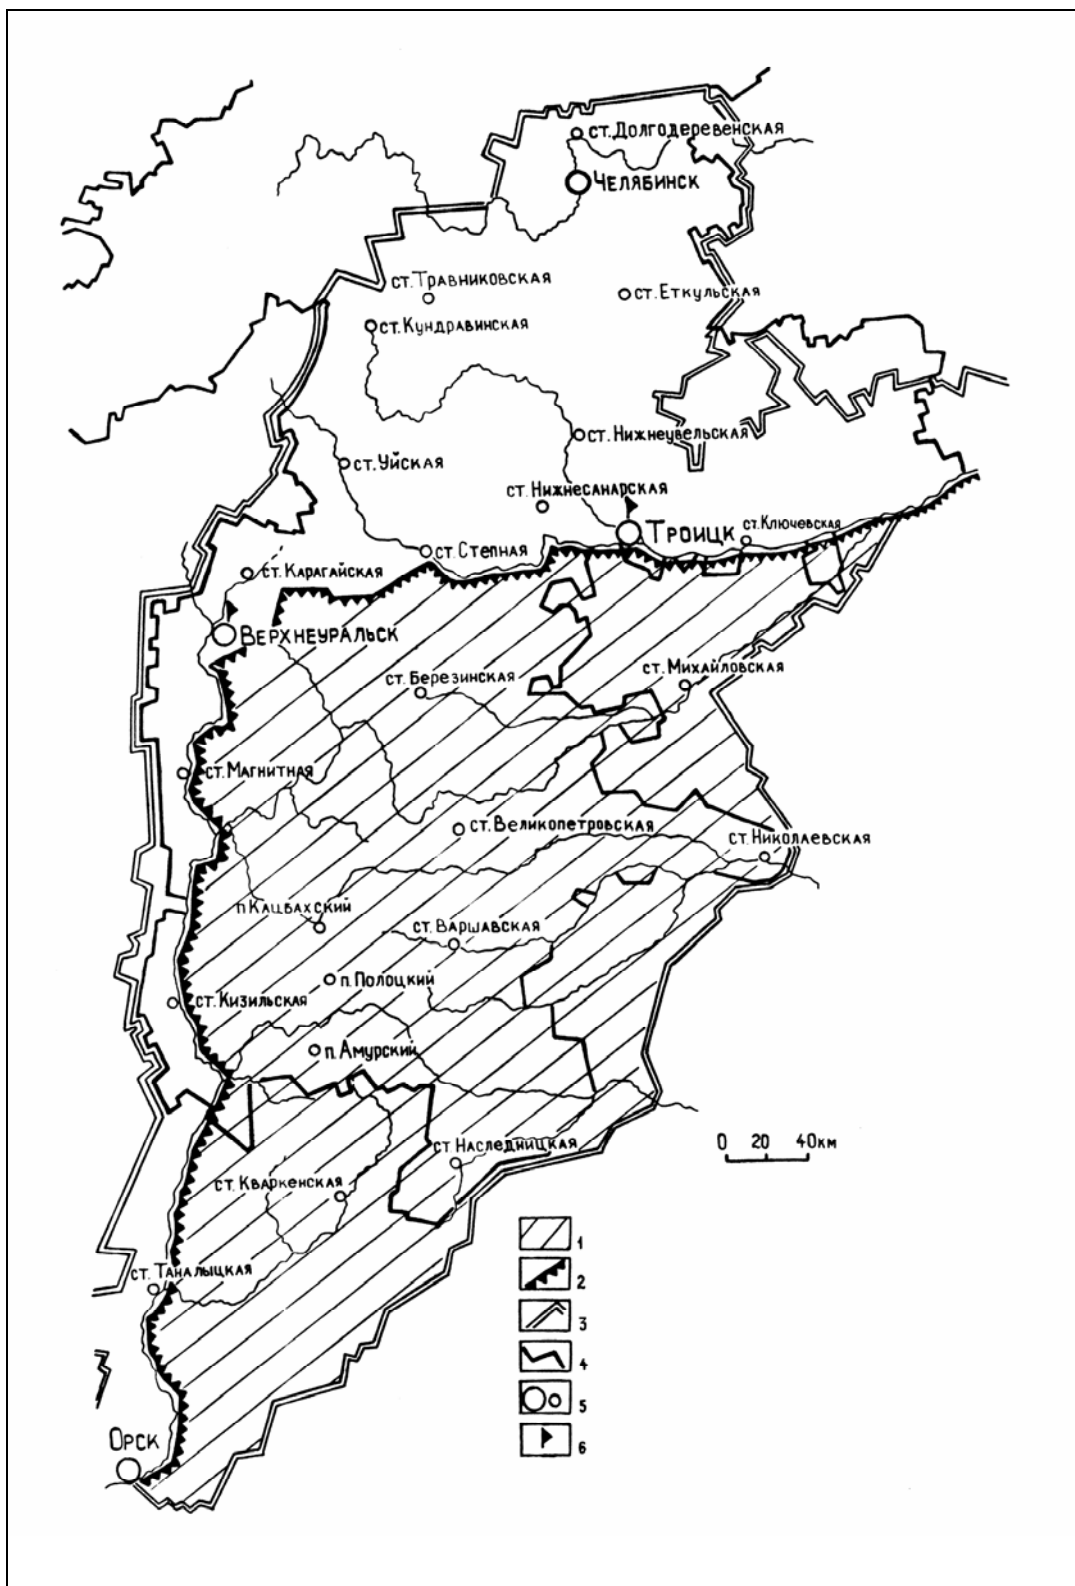 ст. Долгодеревенская
Челябинск
ст. Травниковская
ст. Еткульская
ст. Кундравинская
ст. Нижнеувельская
ст. Уйская
ст. Нижнесанарская
Троицк
ст. Ключевская
ст. Степная
ст. Карагайская
Верхнеуральск
ст. Михайловская
ст. Березинская
ст. Магнитная
ст. Великопетровская
ст. Николаевская
п. Кацбахский
ст. Варшавская
п. Полоцкий
ст. Кизильская
п. Амурский
0 20 40км
ст. Наследницкая
ст. Кваркенская
1
ст. Таналыцкая
2
3
4
5
Орск
6